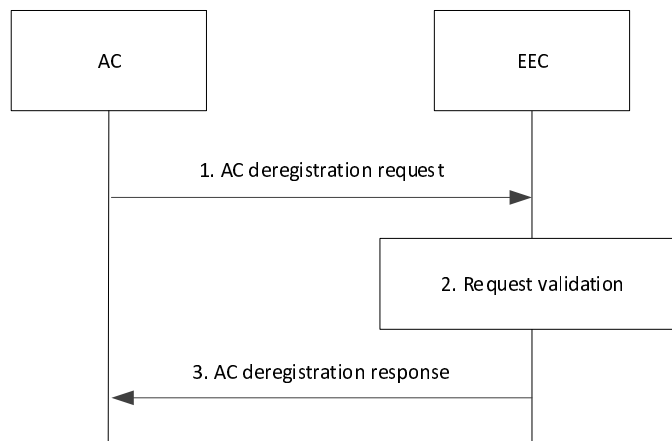 AC
EEC
1. AC deregistration request
2. Request validation
3. AC deregistration response